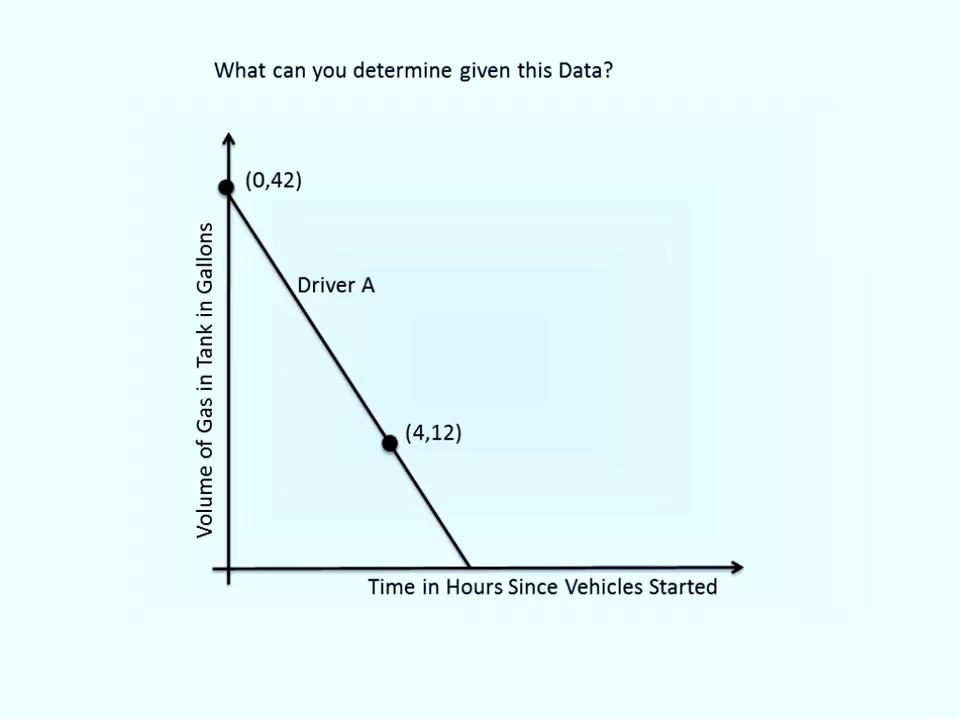 What can you determine given this Data?
(0,42)
Volume of Gas in Tank in Gallons
Driver A
(4,12)
Time in Hours Since Vehicles Started